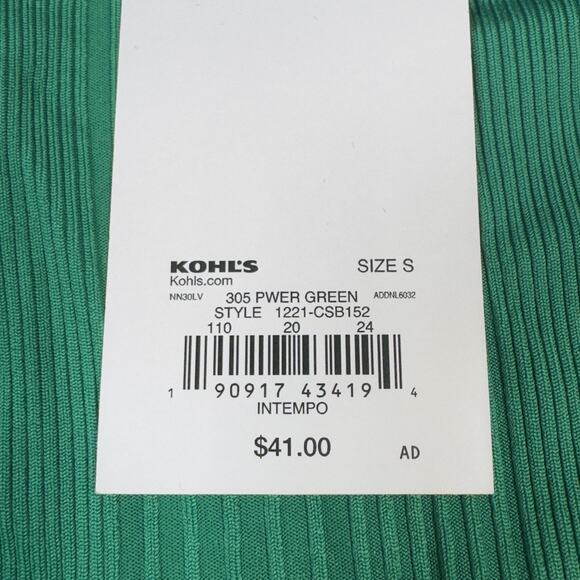 KOHL'S SIZE S
Kohls.com
NN30LV 305 PWER GREEN ADDNL6032
STYLE 1221-CSB152
110 20 24
1 90917 43419 4
INTEMPO
$41.00 AD